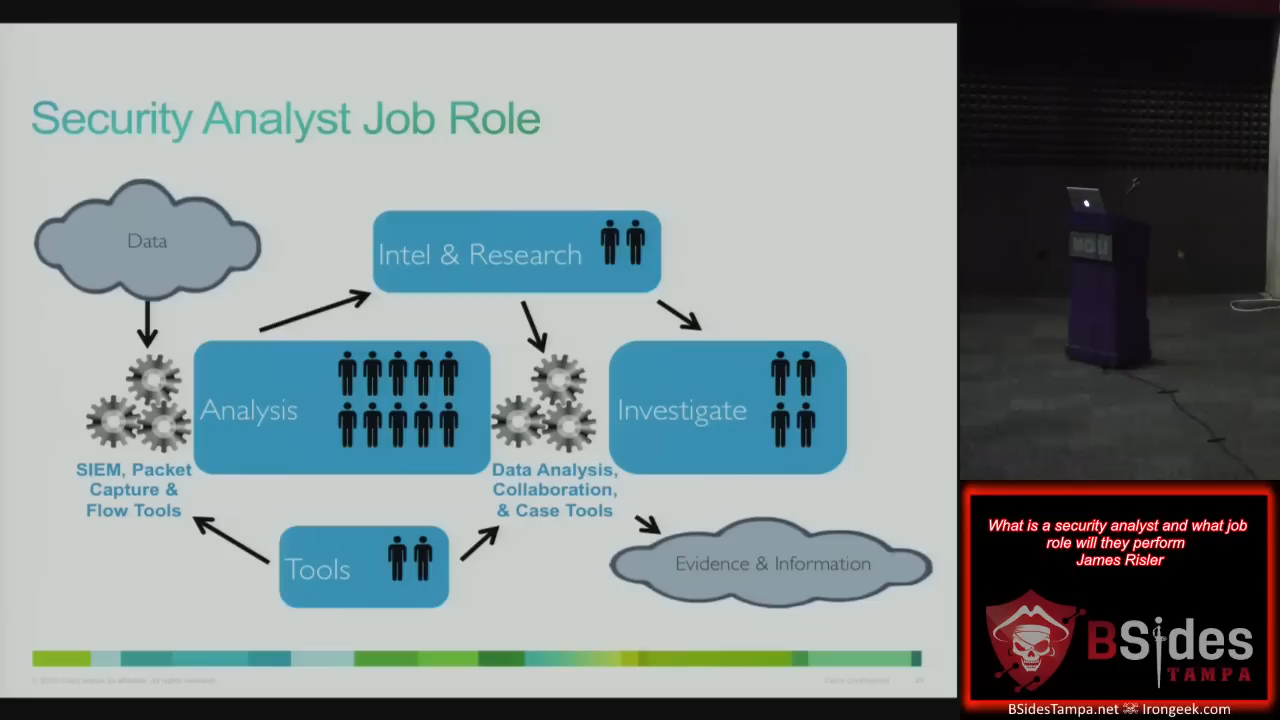 Security Analyst Job Role
Data
Intel & Research
Analysis
Investigate
SIEM, Packet
Capture &
Flow Tools
Data Analysis,
Collaboration,
& Case Tools
Tools
Evidence & Information
What is a security analyst and what job
role will they perform
James Risler
BSides
TAMPA
BSidesTampa.net Irongeek.com